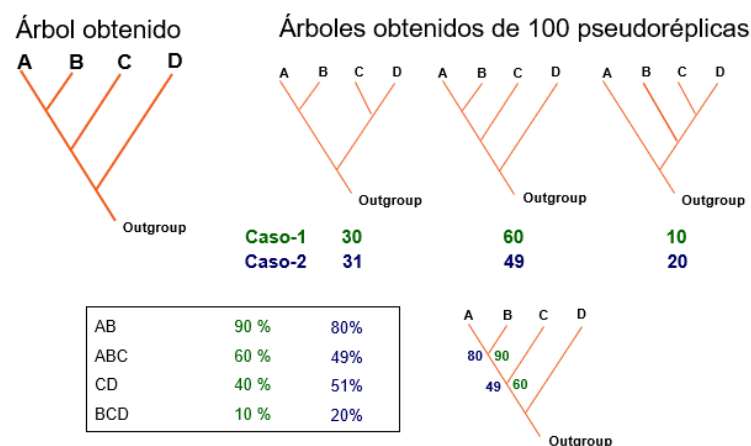 Árbol obtenido
A B C D
Outgroup
Árboles obtenidos de 100 pseudoréplicas
A B C D
Outgroup
A B C D
Outgroup
A B C D
Outgroup
Caso-1 30 60 10
Caso-2 31 49 20
AB 90 % 80%
ABC 60 % 49%
CD 40 % 51%
BCD 10 % 20%
A B C D
80 90
49 60
Outgroup